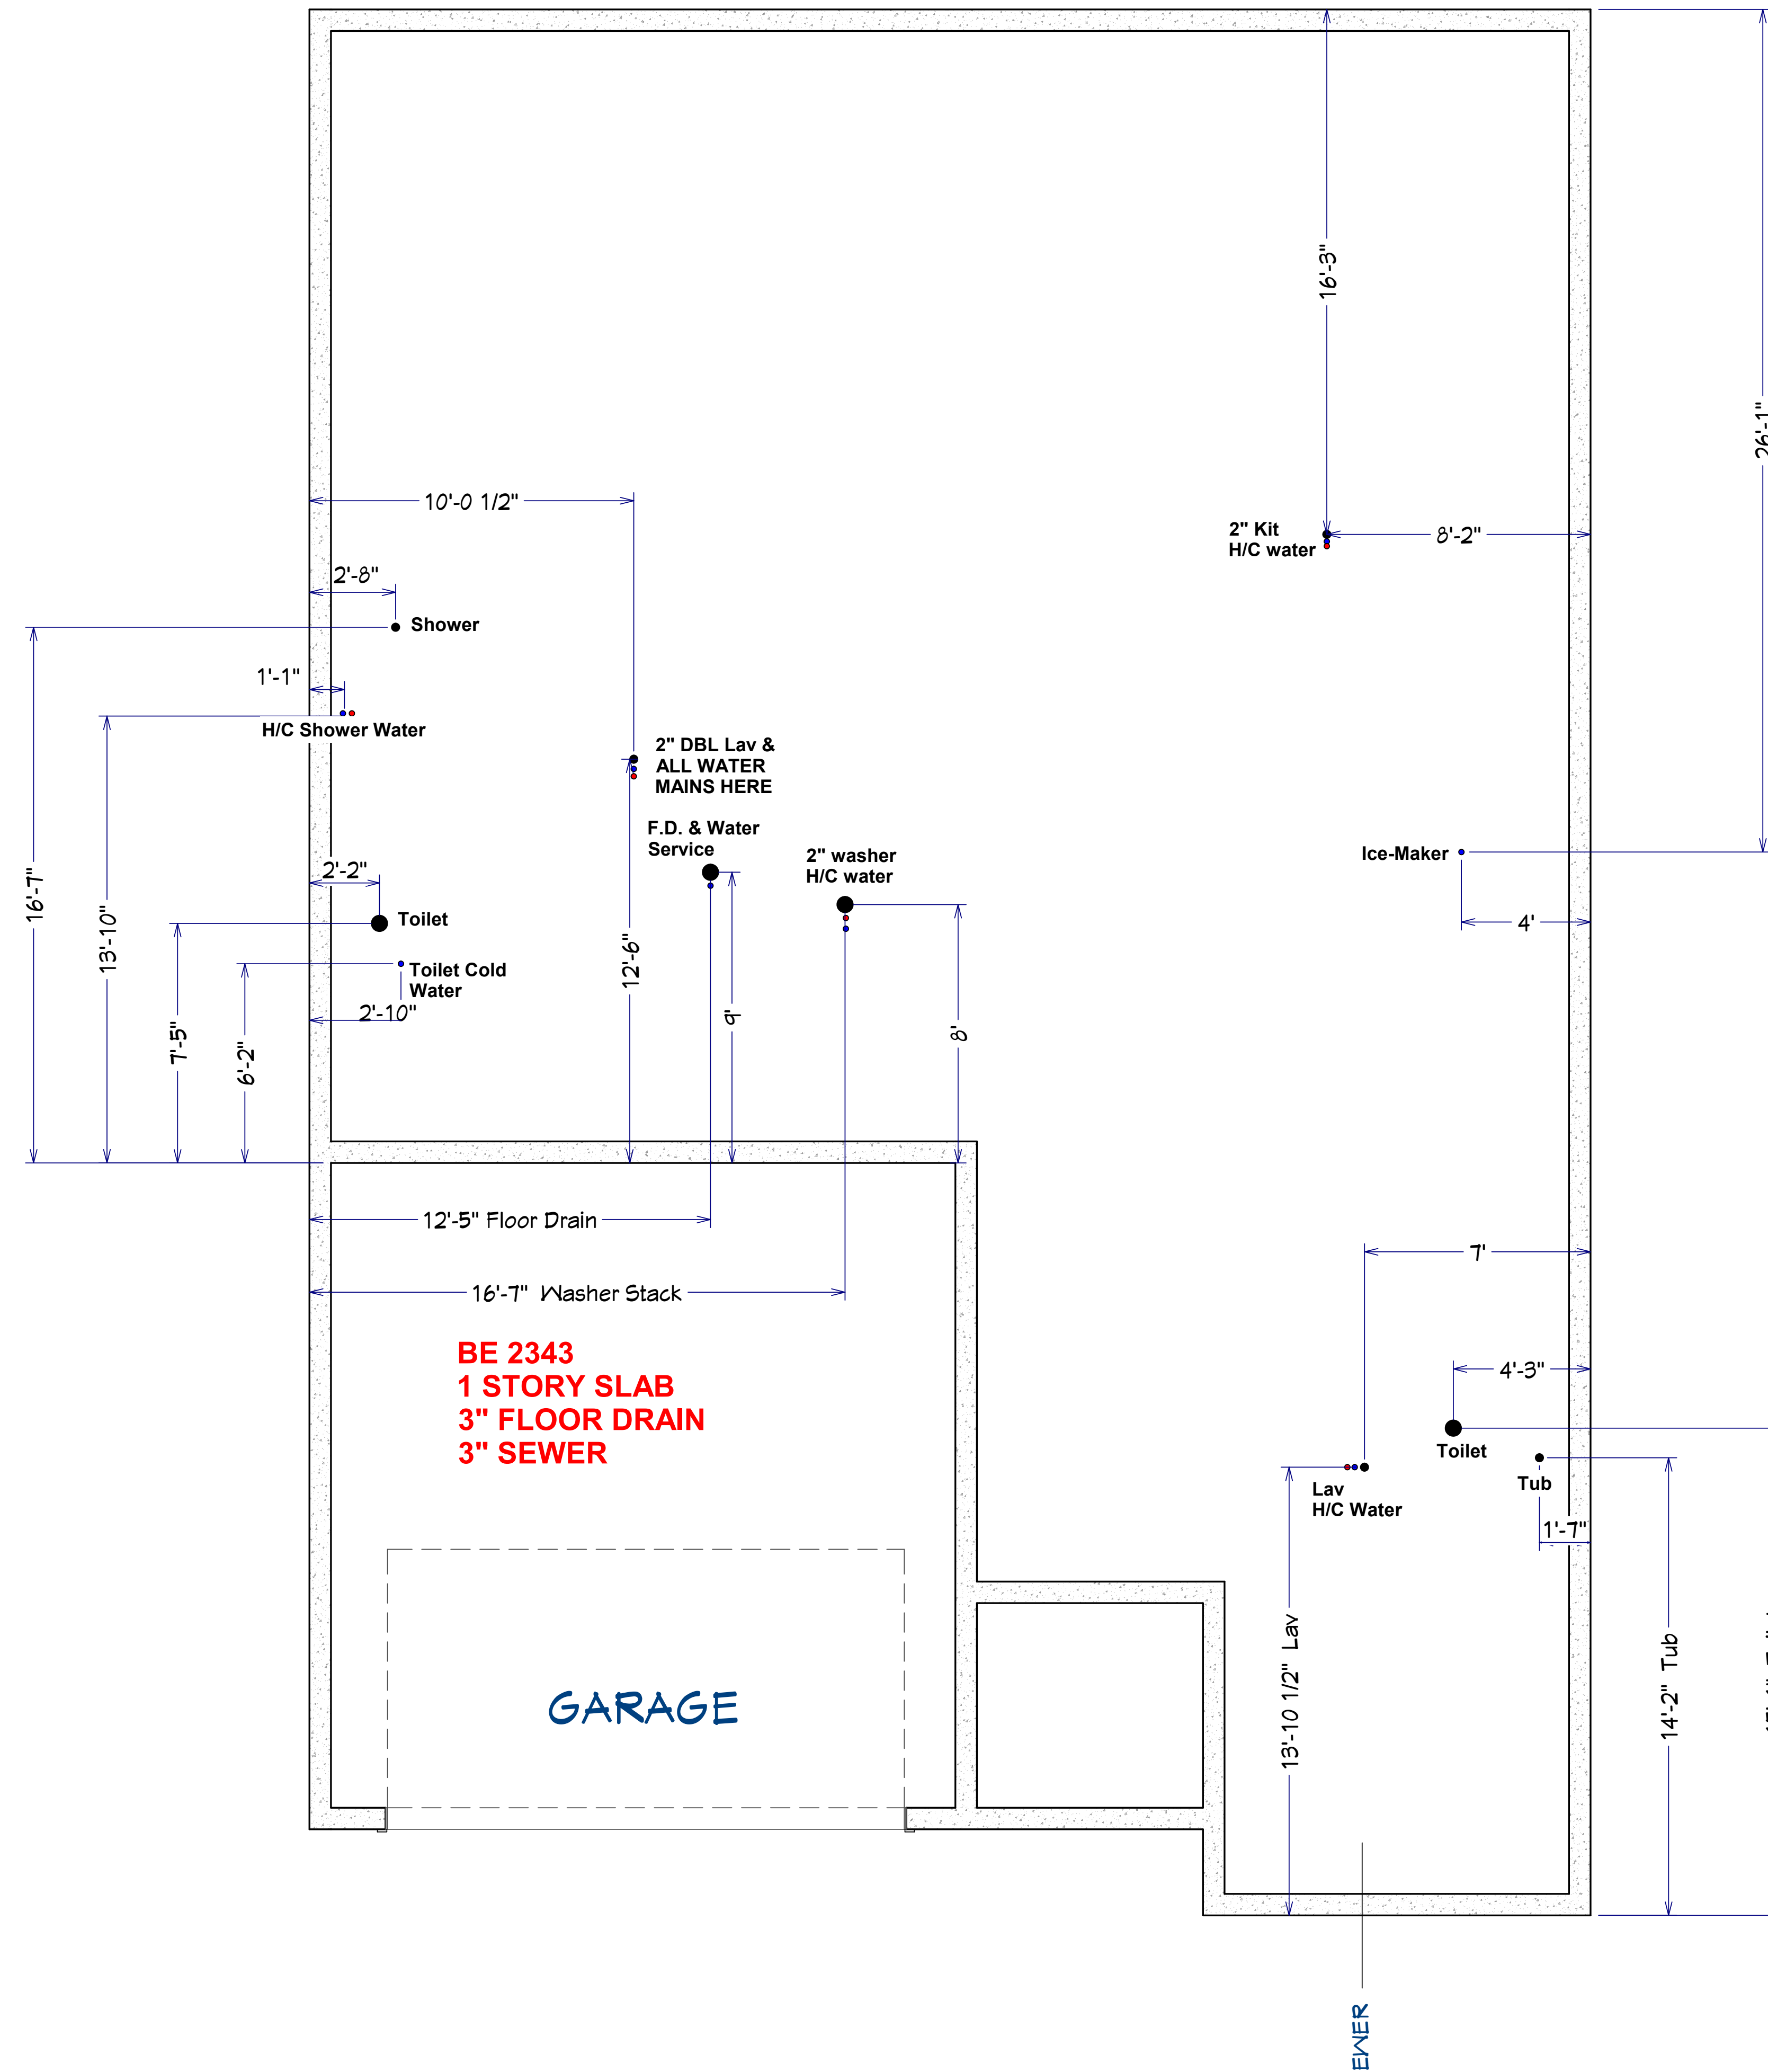 16'-3"
26'-1"
10'-0 1/2"
2" Kit
H/C water
8'-2"
2'-8"
Shower
1'-1"
H/C Shower Water
2" DBL Lav &
ALL WATER
MAINS HERE
F.D. & Water
Service
2" washer
H/C water
Ice-Maker
2'-2"
16'-7"
Toilet
4'
13'-10"
12'-6"
Toilet Cold
Water
2'-10"
9'
8'
7'-5"
6'-2"
12'-5" Floor Drain
7'
16'-7" Washer Stack
BE 2343
1 STORY SLAB
3" FLOOR DRAIN
3" SEWER
4'-3"
Toilet
Tub
Lav
H/C Water
1'-7"
13'-10 1/2" Lav
14'-2" Tub
GARAGE
EWER